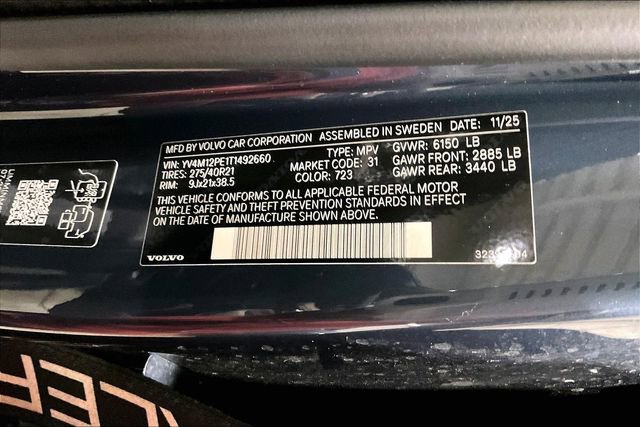 MFD BY VOLVO CAR CORPORATION ASSEMBLED IN SWEDEN DATE: 11/25
VIN: YV4M12PE1T1492660 TYPE: MPV GVWR: 6150 LB
TIRES: 275/40R21 MARKET CODE: 31 GAWR FRONT: 2885 LB
RIM: 9Jx21x38.5 COLOR: 723 GAWR REAR: 3440 LB
THIS VEHICLE CONFORMS TO ALL APPLICABLE FEDERAL MOTOR
VEHICLE SAFETY AND THEFT PREVENTION STANDARDS IN EFFECT
ON THE DATE OF MANUFACTURE SHOWN ABOVE.
VOLVO